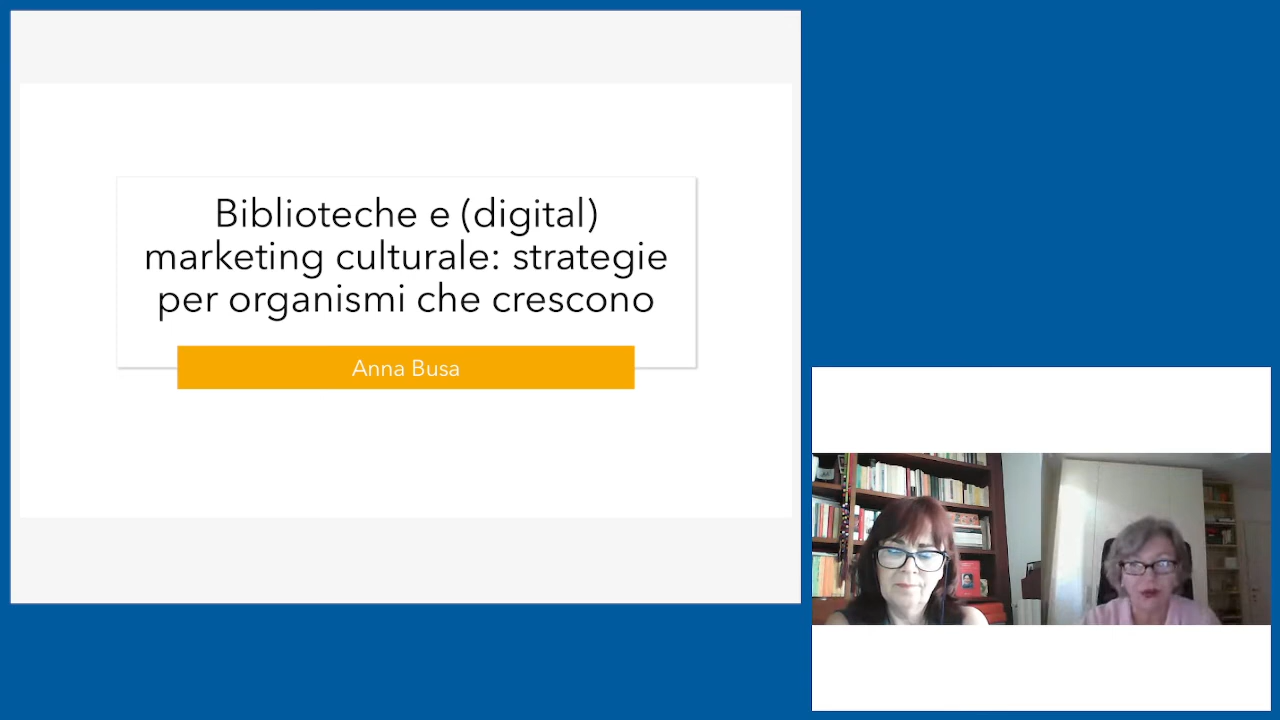 Biblioteche e (digital)
marketing culturale: strategie
per organismi che crescono
Anna Busa